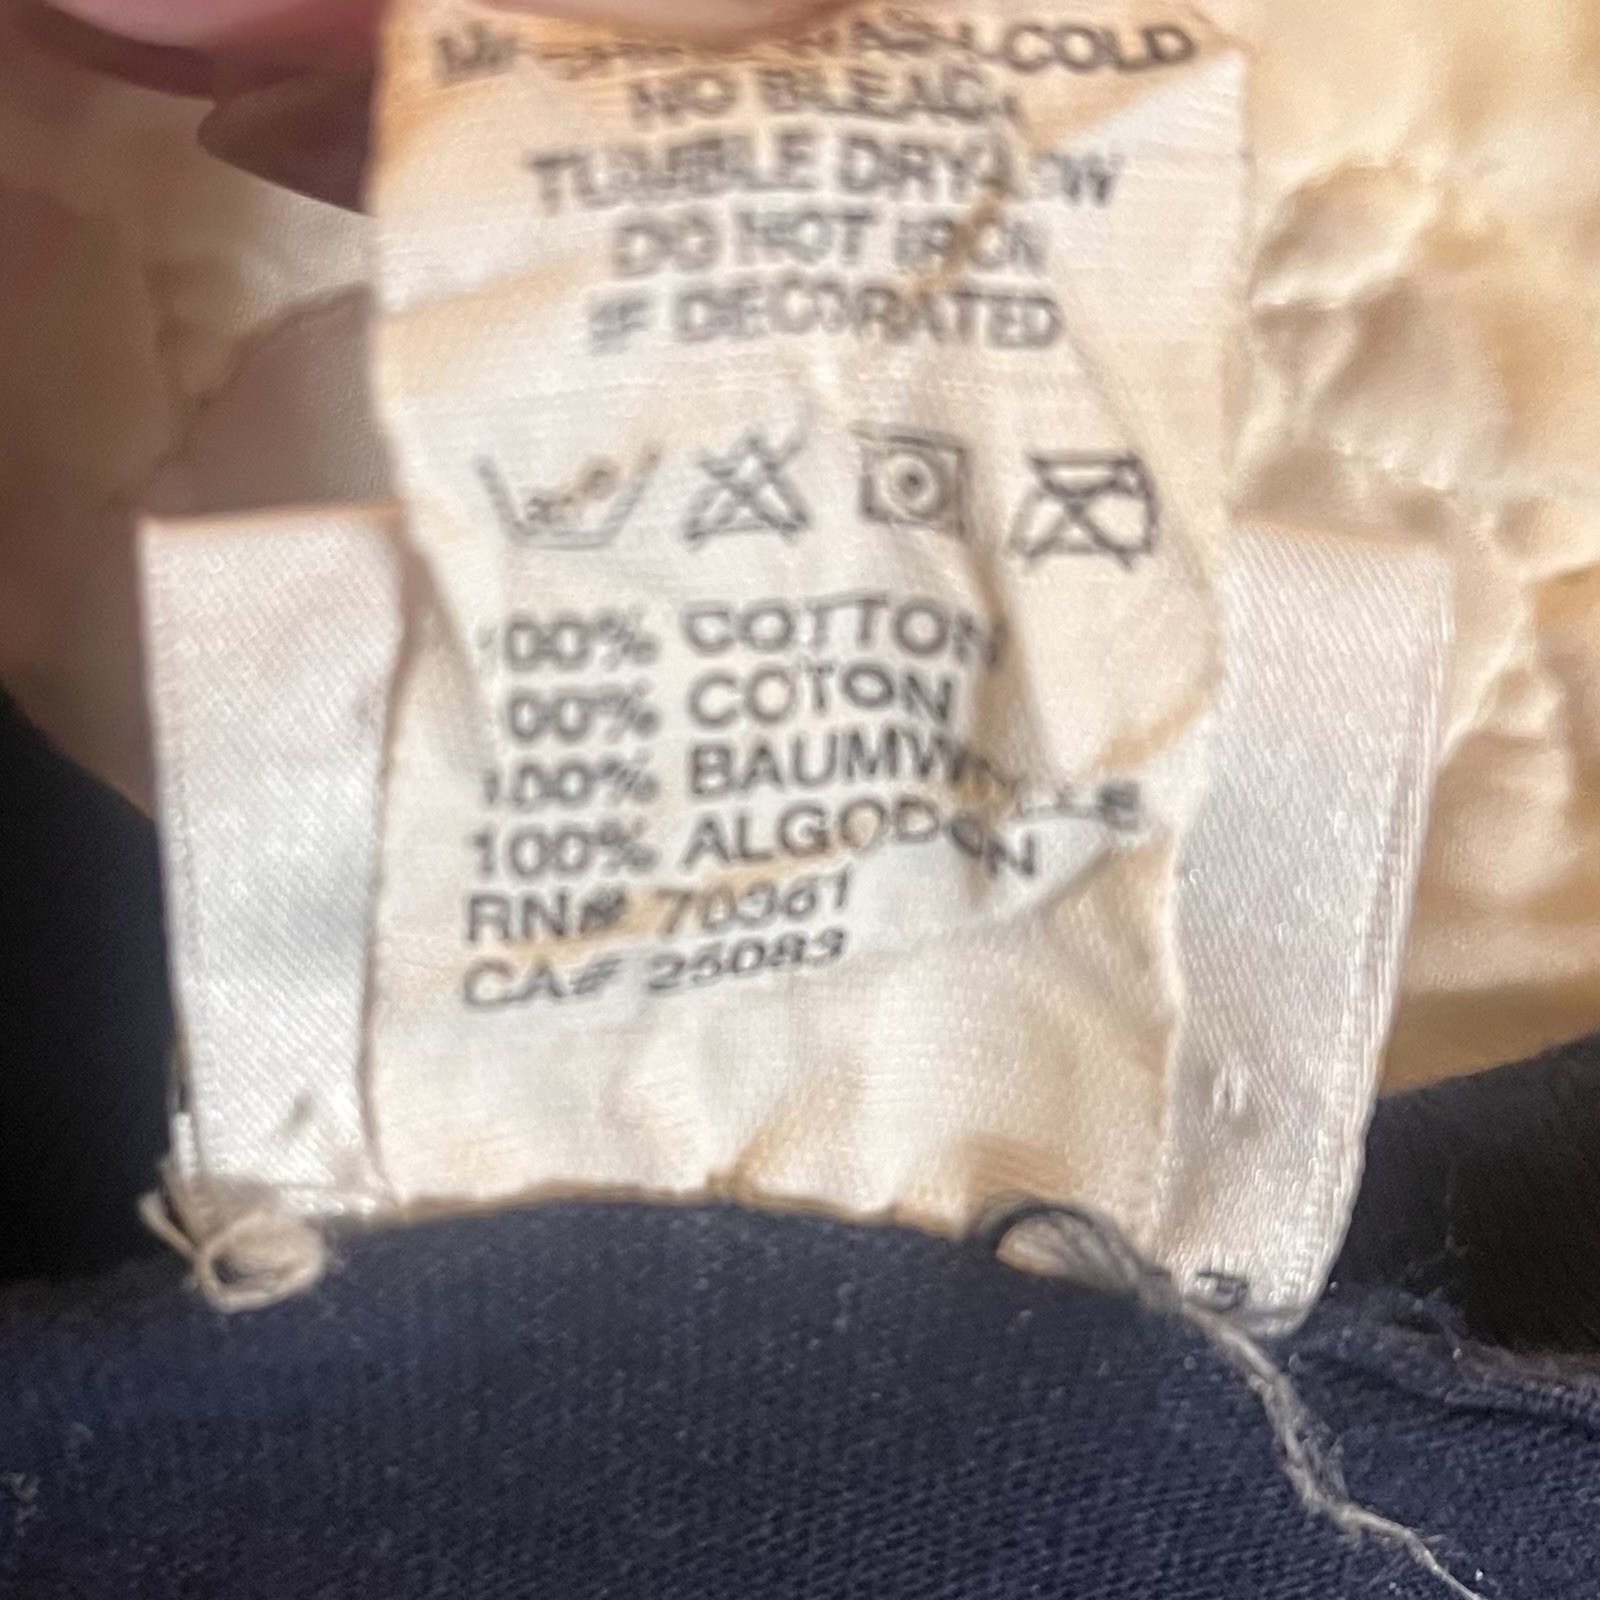 MACHINE WASH COLD
NO BLEACH
TUMBLE DRY LOW
DO NOT IRON
IF DECORATED
100% COTTON
100% COTON
100% BAUMWOLLE
100% ALGODON
RN# 70361
CA# 25083